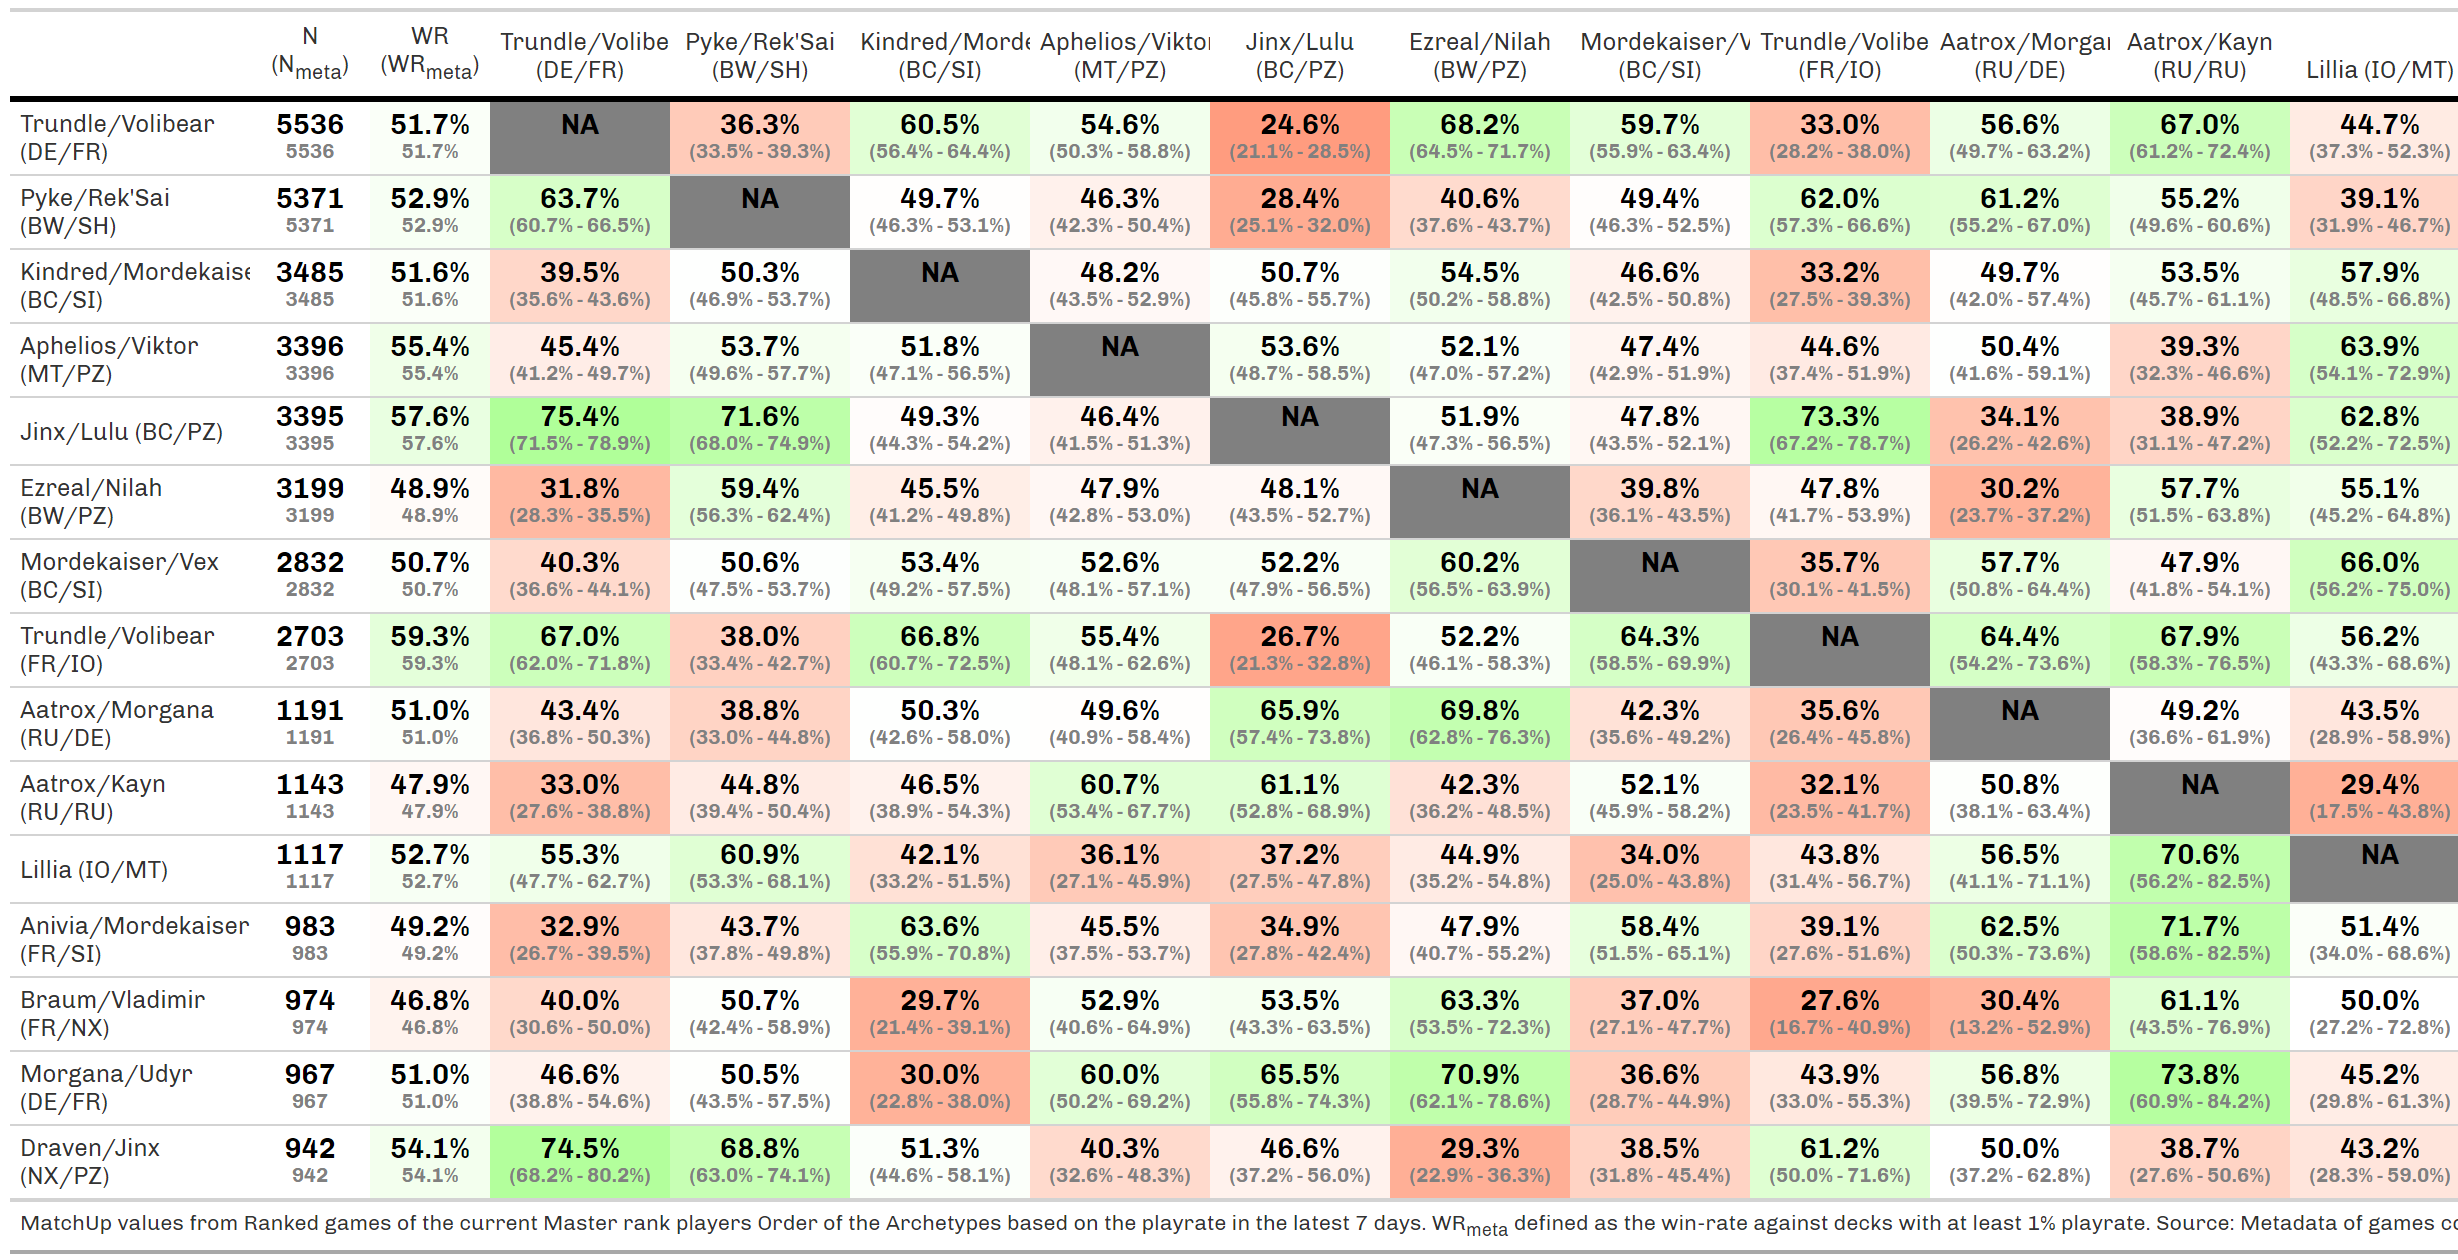 N WR Trundle/Volibe Pyke/Rek'Sai Kindred/Morde Aphelios/Viktor Jinx/Lulu Ezreal/Nilah Mordekaiser/V Trundle/Volibe Aatrox/Morgan Aatrox/Kayn
(Nmeta) (WRmeta) (DE/FR) (BW/SH) (BC/SI) (MT/PZ) (BC/PZ) (BW/PZ) (BC/SI) (FR/IO) (RU/DE) (RU/RU) Lillia (IO/MT)
Trundle/Volibear 5536 51.7% NA 36.3% 60.5% 54.6% 24.6% 68.2% 59.7% 33.0% 56.6% 67.0% 44.7%
(DE/FR) 5536 51.7% (33.5% - 39.3%) (56.4% - 64.4%) (50.3% - 58.8%) (21.1% - 28.5%) (64.5% - 71.7%) (55.9% - 63.4%) (28.2% - 38.0%) (49.7% - 63.2%) (61.2% - 72.4%) (37.3% - 52.3%)
Pyke/Rek'Sai 5371 52.9% 63.7% NA 49.7% 46.3% 28.4% 40.6% 49.4% 62.0% 61.2% 55.2% 39.1%
(BW/SH) 5371 52.9% (60.7% - 66.5%) (46.3% - 53.1%) (42.3% - 50.4%) (25.1% - 32.0%) (37.6% - 43.7%) (46.3% - 52.5%) (57.3% - 66.6%) (55.2% - 67.0%) (49.6% - 60.6%) (31.9% - 46.7%)
Kindred/Mordekaise 3485 51.6% 39.5% 50.3% NA 48.2% 50.7% 54.5% 46.6% 33.2% 49.7% 53.5% 57.9%
(BC/SI) 3485 51.6% (35.6% - 43.6%) (46.9% - 53.7%) (43.5% - 52.9%) (45.8% - 55.7%) (50.2% - 58.8%) (42.5% - 50.8%) (27.5% - 39.3%) (42.0% - 57.4%) (45.7% - 61.1%) (48.5% - 66.8%)
Aphelios/Viktor 3396 55.4% 45.4% 53.7% 51.8% NA 53.6% 52.1% 47.4% 44.6% 50.4% 39.3% 63.9%
(MT/PZ) 3396 55.4% (41.2% - 49.7%) (49.6% - 57.7%) (47.1% - 56.5%) (48.7% - 58.5%) (47.0% - 57.2%) (42.9% - 51.9%) (37.4% - 51.9%) (41.6% - 59.1%) (32.3% - 46.6%) (54.1% - 72.9%)
Jinx/Lulu (BC/PZ) 3395 57.6% 75.4% 71.6% 49.3% 46.4% NA 51.9% 47.8% 73.3% 34.1% 38.9% 62.8%
3395 57.6% (71.5% - 78.9%) (68.0% - 74.9%) (44.3% - 54.2%) (41.5% - 51.3%) (47.3% - 56.5%) (43.5% - 52.1%) (67.2% - 78.7%) (26.2% - 42.6%) (31.1% - 47.2%) (52.2% - 72.5%)
Ezreal/Nilah 3199 48.9% 31.8% 59.4% 45.5% 47.9% 48.1% NA 39.8% 47.8% 30.2% 57.7% 55.1%
(BW/PZ) 3199 48.9% (28.3% - 35.5%) (56.3% - 62.4%) (41.2% - 49.8%) (42.8% - 53.0%) (43.5% - 52.7%) (36.1% - 43.5%) (41.7% - 53.9%) (23.7% - 37.2%) (51.5% - 63.8%) (45.2% - 64.8%)
Mordekaiser/Vex 2832 50.7% 40.3% 50.6% 53.4% 52.6% 52.2% 60.2% NA 35.7% 57.7% 47.9% 66.0%
(BC/SI) 2832 50.7% (36.6% - 44.1%) (47.5% - 53.7%) (49.2% - 57.5%) (48.1% - 57.1%) (47.9% - 56.5%) (56.5% - 63.9%) (30.1% - 41.5%) (50.8% - 64.4%) (41.8% - 54.1%) (56.2% - 75.0%)
Trundle/Volibear 2703 59.3% 67.0% 38.0% 66.8% 55.4% 26.7% 52.2% 64.3% NA 64.4% 67.9% 56.2%
(FR/IO) 2703 59.3% (62.0% - 71.8%) (33.4% - 42.7%) (60.7% - 72.5%) (48.1% - 62.6%) (21.3% - 32.8%) (46.1% - 58.3%) (58.5% - 69.9%) (54.2% - 73.6%) (58.3% - 76.5%) (43.3% - 68.6%)
Aatrox/Morgana 1191 51.0% 43.4% 38.8% 50.3% 49.6% 65.9% 69.8% 42.3% 35.6% NA 49.2% 43.5%
(RU/DE) 1191 51.0% (36.8% - 50.3%) (33.0% - 44.8%) (42.6% - 58.0%) (40.9% - 58.4%) (57.4% - 73.8%) (62.8% - 76.3%) (35.6% - 49.2%) (26.4% - 45.8%) (36.6% - 61.9%) (28.9% - 58.9%)
Aatrox/Kayn 1143 47.9% 33.0% 44.8% 46.5% 60.7% 61.1% 42.3% 52.1% 32.1% 50.8% NA 29.4%
(RU/RU) 1143 47.9% (27.6% - 38.8%) (39.4% - 50.4%) (38.9% - 54.3%) (53.4% - 67.7%) (52.8% - 68.9%) (36.2% - 48.5%) (45.9% - 58.2%) (23.5% - 41.7%) (38.1% - 63.4%) (17.5% - 43.8%)
Lillia (IO/MT) 1117 52.7% 55.3% 60.9% 42.1% 36.1% 37.2% 44.9% 34.0% 43.8% 56.5% 70.6% NA
1117 52.7% (47.7% - 62.7%) (53.3% - 68.1%) (33.2% - 51.5%) (27.1% - 45.9%) (27.5% - 47.8%) (35.2% - 54.8%) (25.0% - 43.8%) (31.4% - 56.7%) (41.1% - 71.1%) (56.2% - 82.5%)
Anivia/Mordekaiser 983 49.2% 32.9% 43.7% 63.6% 45.5% 34.9% 47.9% 58.4% 39.1% 62.5% 71.7% 51.4%
(FR/SI) 983 49.2% (26.7% - 39.5%) (37.8% - 49.8%) (55.9% - 70.8%) (37.5% - 53.7%) (27.8% - 42.4%) (40.7% - 55.2%) (51.5% - 65.1%) (27.6% - 51.6%) (50.3% - 73.6%) (58.6% - 82.5%) (34.0% - 68.6%)
Braum/Vladimir 974 46.8% 40.0% 50.7% 29.7% 52.9% 53.5% 63.3% 37.0% 27.6% 30.4% 61.1% 50.0%
(FR/NX) 974 46.8% (30.6% - 50.0%) (42.4% - 58.9%) (21.4% - 39.1%) (40.6% - 64.9%) (43.3% - 63.5%) (53.5% - 72.3%) (27.1% - 47.7%) (16.7% - 40.9%) (13.2% - 52.9%) (43.5% - 76.9%) (27.2% - 72.8%)
Morgana/Udyr 967 51.0% 46.6% 50.5% 30.0% 60.0% 65.5% 70.9% 36.6% 43.9% 56.8% 73.8% 45.2%
(DE/FR) 967 51.0% (38.8% - 54.6%) (43.5% - 57.5%) (22.8% - 38.0%) (50.2% - 69.2%) (55.8% - 74.3%) (62.1% - 78.6%) (28.7% - 44.9%) (33.0% - 55.3%) (39.5% - 72.9%) (60.9% - 84.2%) (29.8% - 61.3%)
Draven/Jinx 942 54.1% 74.5% 68.8% 51.3% 40.3% 46.6% 29.3% 38.5% 61.2% 50.0% 38.7% 43.2%
(NX/PZ) 942 54.1% (68.2% - 80.2%) (63.0% - 74.1%) (44.6% - 58.1%) (32.6% - 48.3%) (37.2% - 56.0%) (22.9% - 36.3%) (31.8% - 45.4%) (50.0% - 71.6%) (37.2% - 62.8%) (27.6% - 50.6%) (28.3% - 59.0%)
MatchUp values from Ranked games of the current Master rank players Order of the Archetypes based on the playrate in the latest 7 days. WRmeta defined as the win-rate against decks with at least 1% playrate. Source: Metadata of games